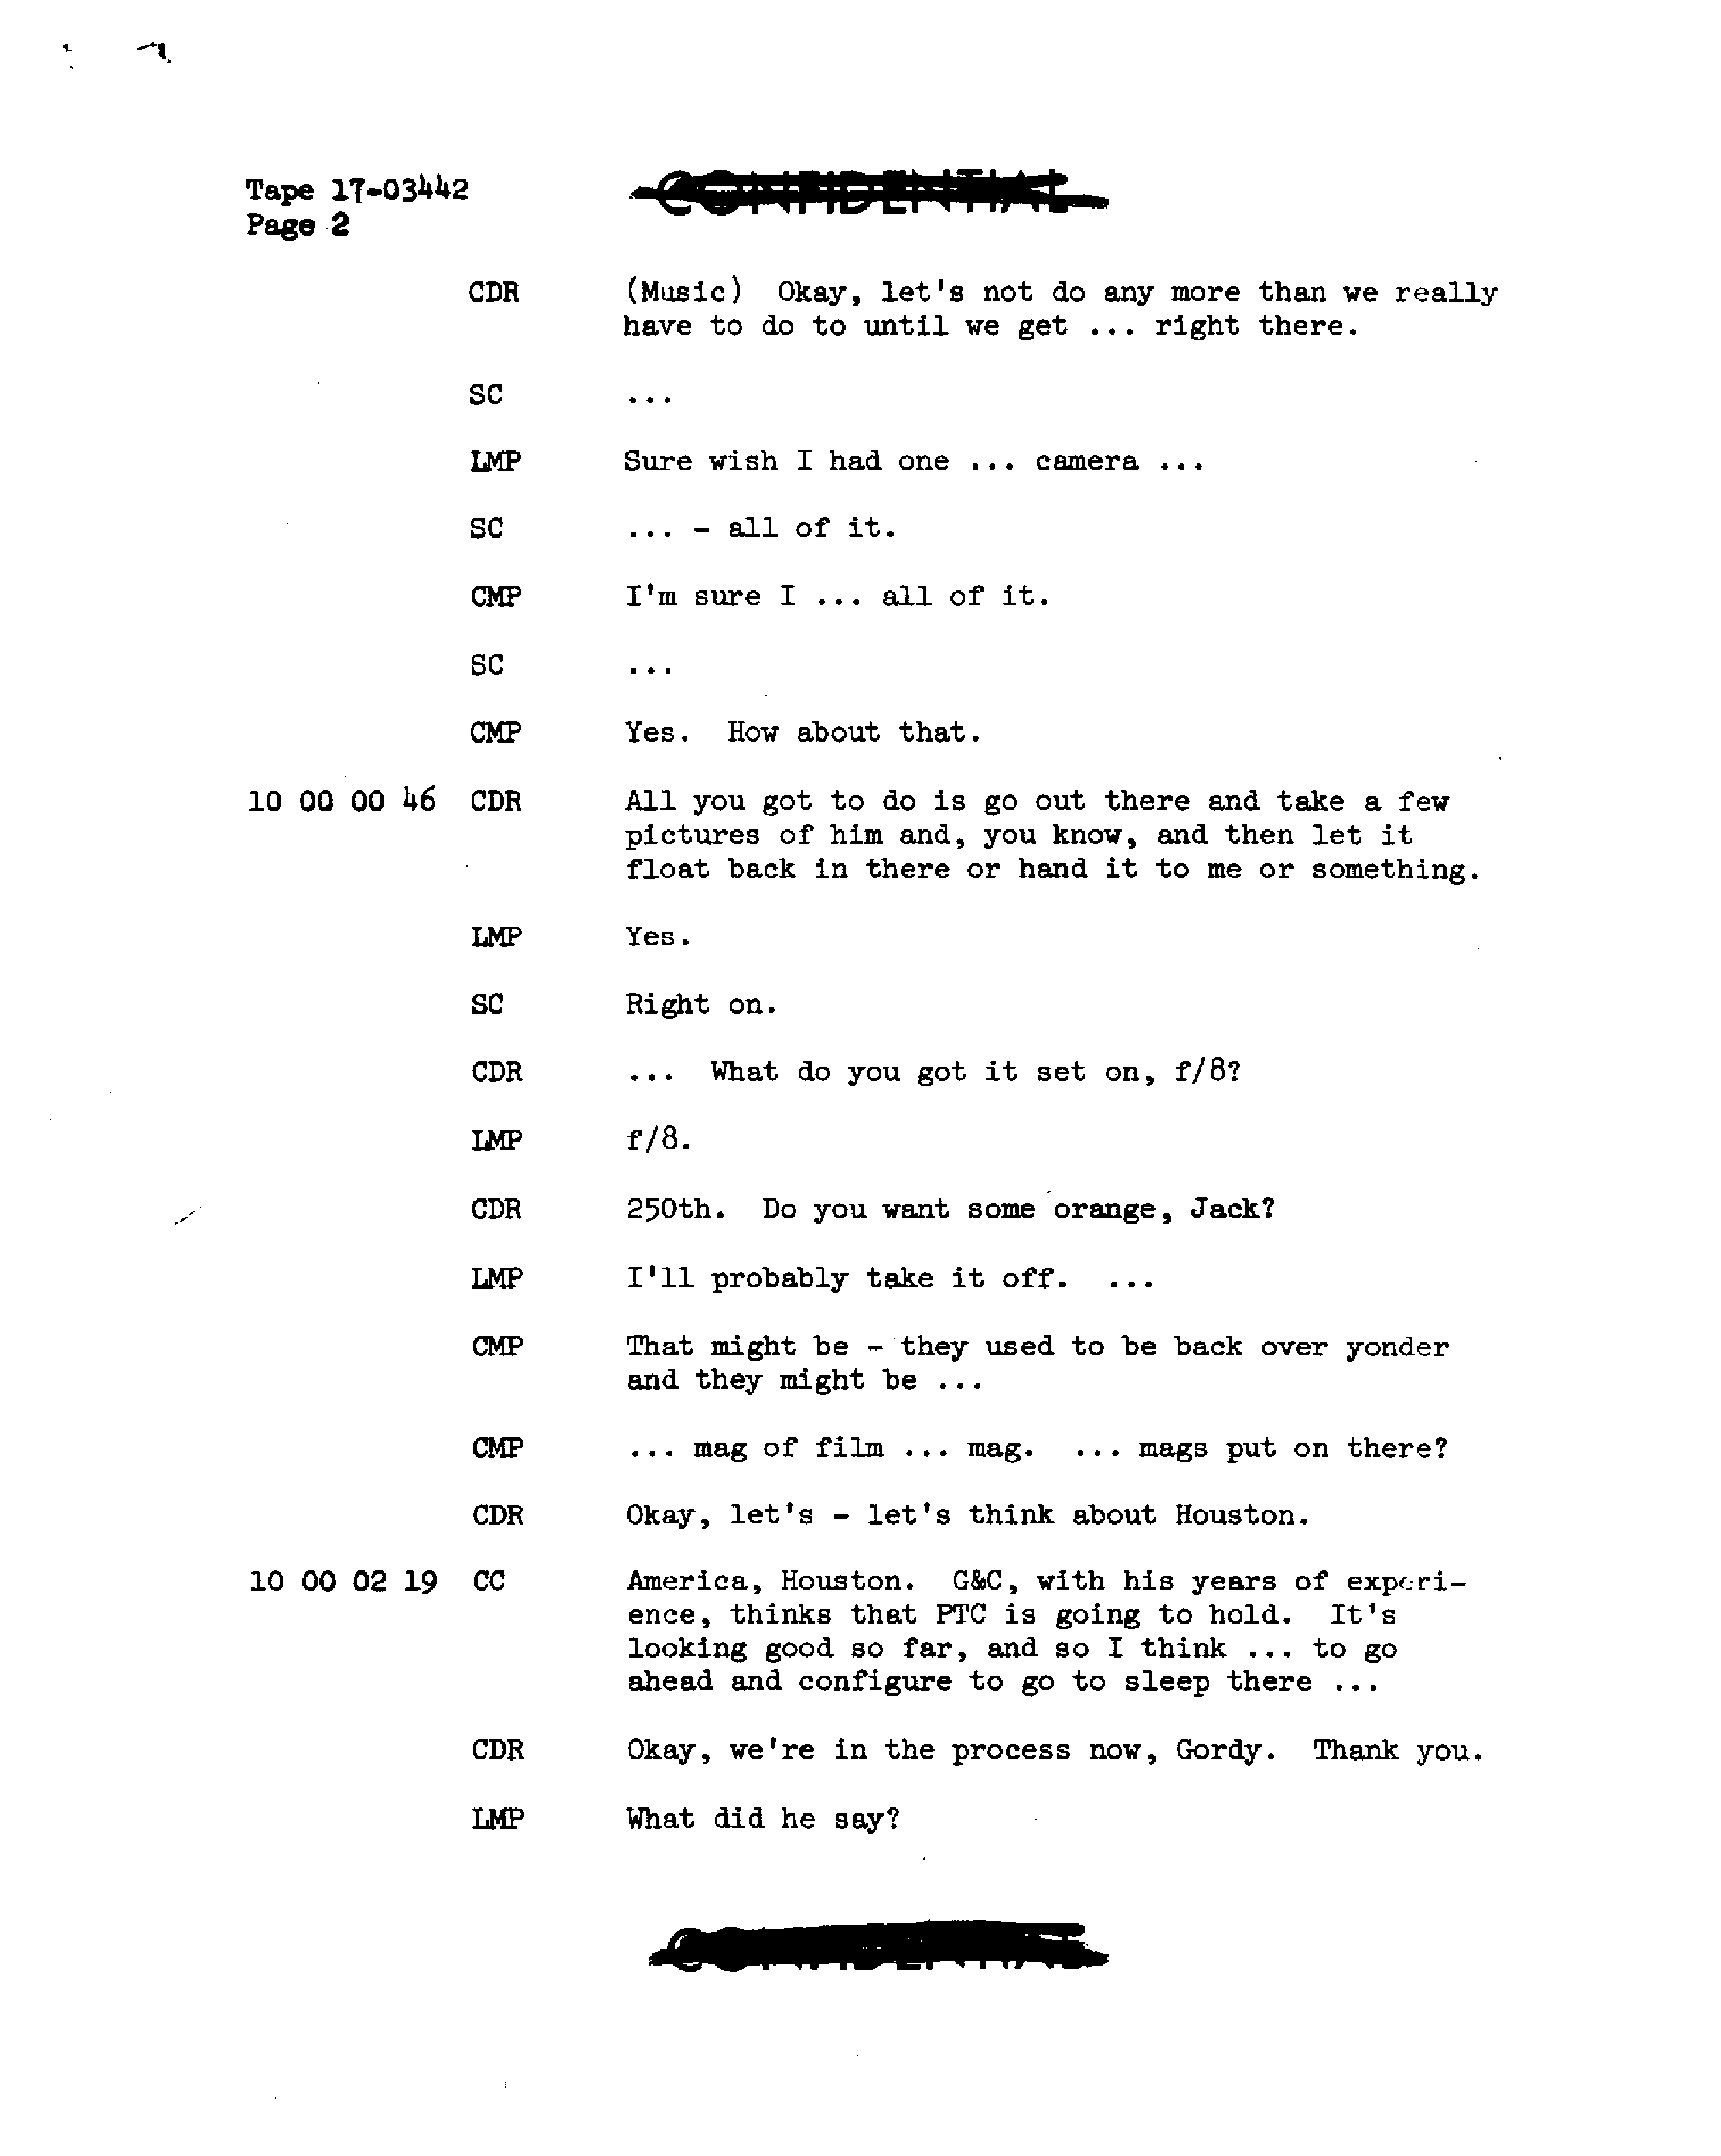 Tape 17-03442
CONFIDENTIAL
Page 2
CDR (Music) Okay, let's not do any more than we really
have to do to until we get ... right there.
SC ...
LMP Sure wish I had one ... camera ...
SC ... - all of it.
CMP I'm sure I ... all of it.
SC ...
CMP Yes. How about that.
10 00 00 46 CDR All you got to do is go out there and take a few
pictures of him and, you know, and then let it
float back in there or hand it to me or something.
LMP Yes.
SC Right on.
CDR ... What do you got it set on, f/8?
LMP f/8.
CDR 250th. Do you want some orange, Jack?
LMP I'll probably take it off. ...
CMP That might be - they used to be back over yonder
and they might be ...
CMP ... mag of film ... mag. ... mags put on there?
CDR Okay, let's - let's think about Houston.
10 00 02 19 CC America, Houston. G&C, with his years of experi-
ence, thinks that PTC is going to hold. It's
looking good so far, and so I think ... to go
ahead and configure to go to sleep there ...
CDR Okay, we're in the process now, Gordy. Thank you.
LMP What did he say?
CONFIDENTIAL